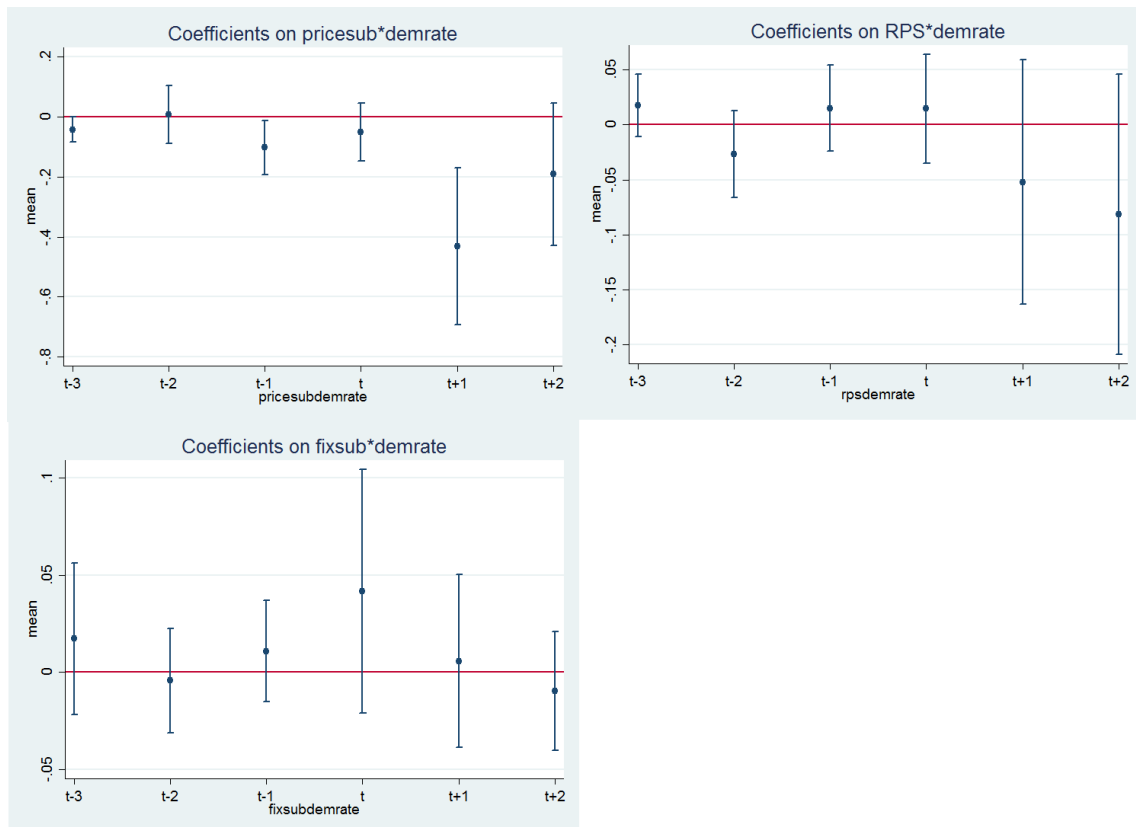 Coefficients on pricesub*demrate
mean
.2
0
-.2
-.4
-.6
-.8
t-3 t-2 t-1 t t+1 t+2
pricesubdemrate
Coefficients on RPS*demrate
mean
.05
0
-.05
-.1
-.15
-.2
t-3 t-2 t-1 t t+1 t+2
rpsdemrate
Coefficients on fixsub*demrate
mean
.1
.05
0
-.05
t-3 t-2 t-1 t t+1 t+2
fixsubdemrate